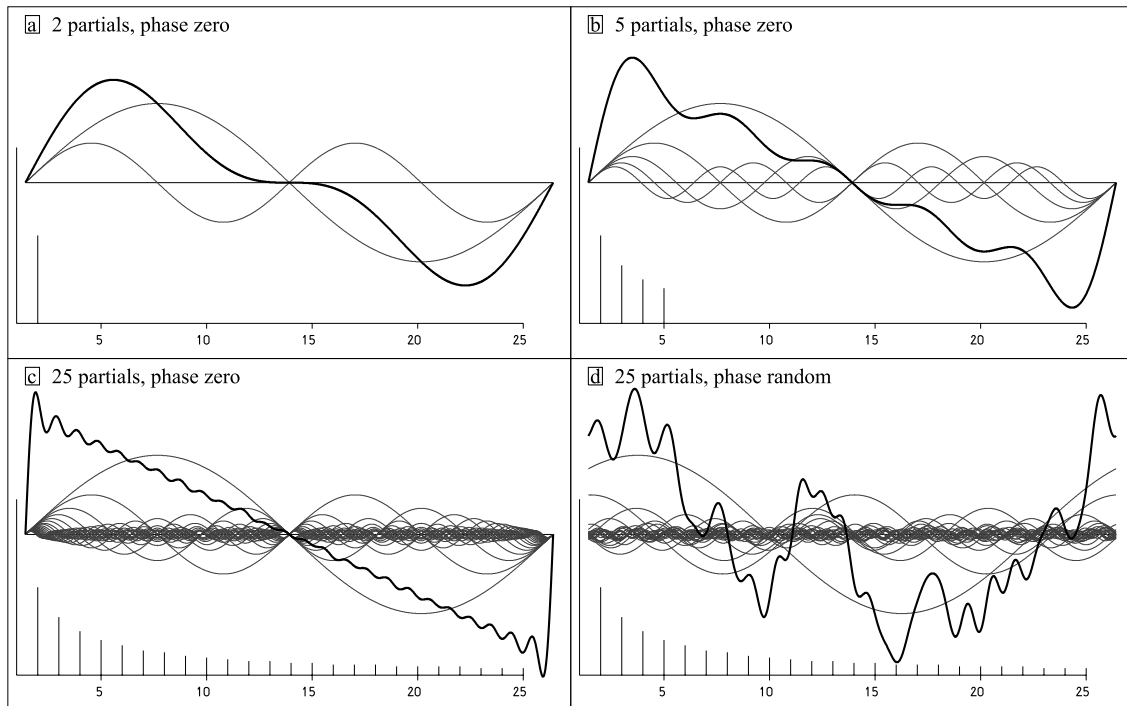 a 2 partials, phase zero
5 10 15 20 25
b 5 partials, phase zero
5 10 15 20 25
c 25 partials, phase zero
5 10 15 20 25
d 25 partials, phase random
5 10 15 20 25